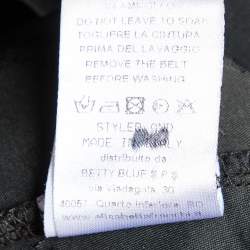 DO NOT LEAVE TO SOAK
TOGLIERE LA CINTURA
PRIMA DEL LAVAGGIO
REMOVE THE BELT
BEFORE WASHING
STYLE
MADE IN ITALY
distribuito da
BETTY BLUE S.P.A.
via Viadagola, 30
40057 Quarto Inferiore, BO